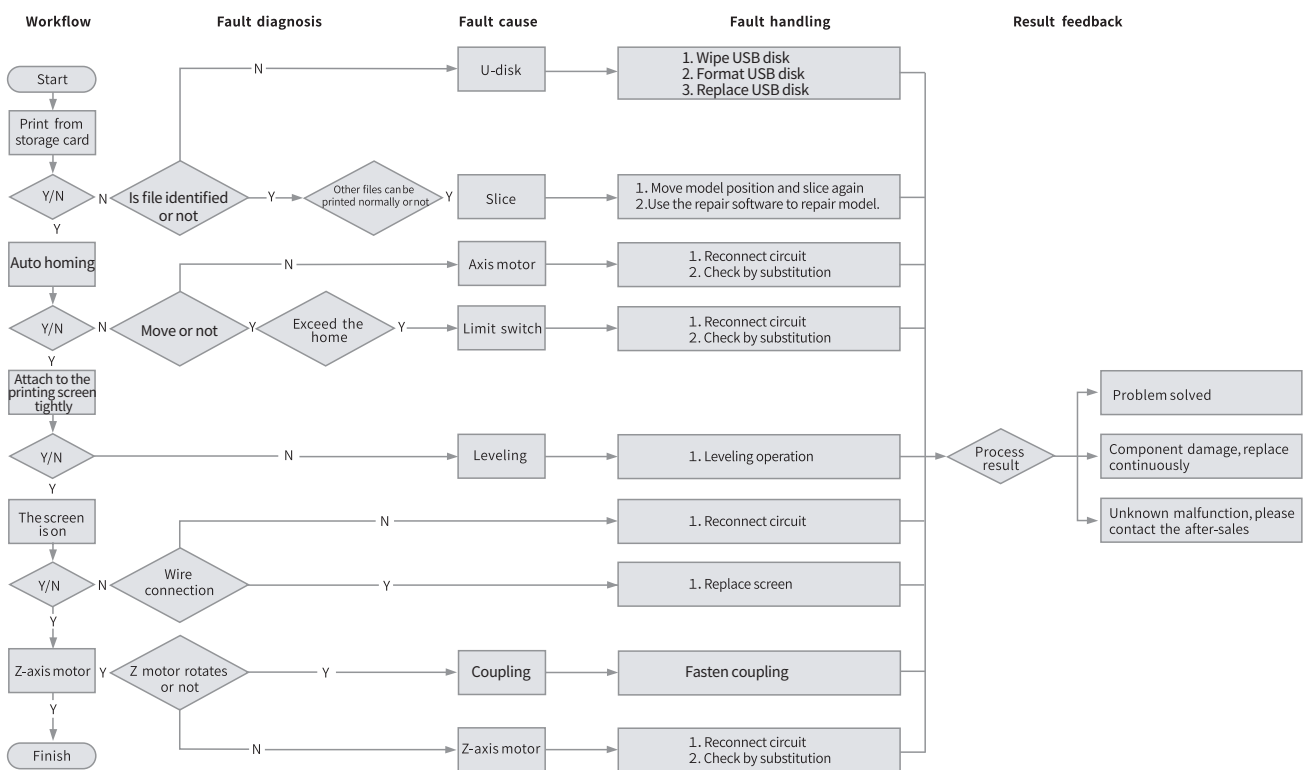 Workflow
Fault diagnosis
Fault cause
Fault handling
Result feedback
Start
Print from
storage card
Y/N
N
Is file identified
or not
N
Y
Other files can be
printed normally or not
Y
U-disk
1. Wipe USB disk
2. Format USB disk
3. Replace USB disk
Slice
1. Move model position and slice again
2.Use the repair software to repair model.
Y
Auto homing
Y/N
N
Move or not
N
Y
Exceed the
home
Y
Axis motor
1. Reconnect circuit
2. Check by substitution
Limit switch
1. Reconnect circuit
2. Check by substitution
Y
Attach to the
printing screen
tightly
Y/N
N
Leveling
1. Leveling operation
Y
The screen
is on
Y/N
N
Wire
connection
N
1. Reconnect circuit
Y
1. Replace screen
Y
Z-axis motor
Y
Z motor rotates
or not
Y
Coupling
Fasten coupling
N
Z-axis motor
1. Reconnect circuit
2. Check by substitution
Y
Finish
Process
result
Problem solved
Component damage, replace
continuously
Unknown malfunction, please
contact the after-sales